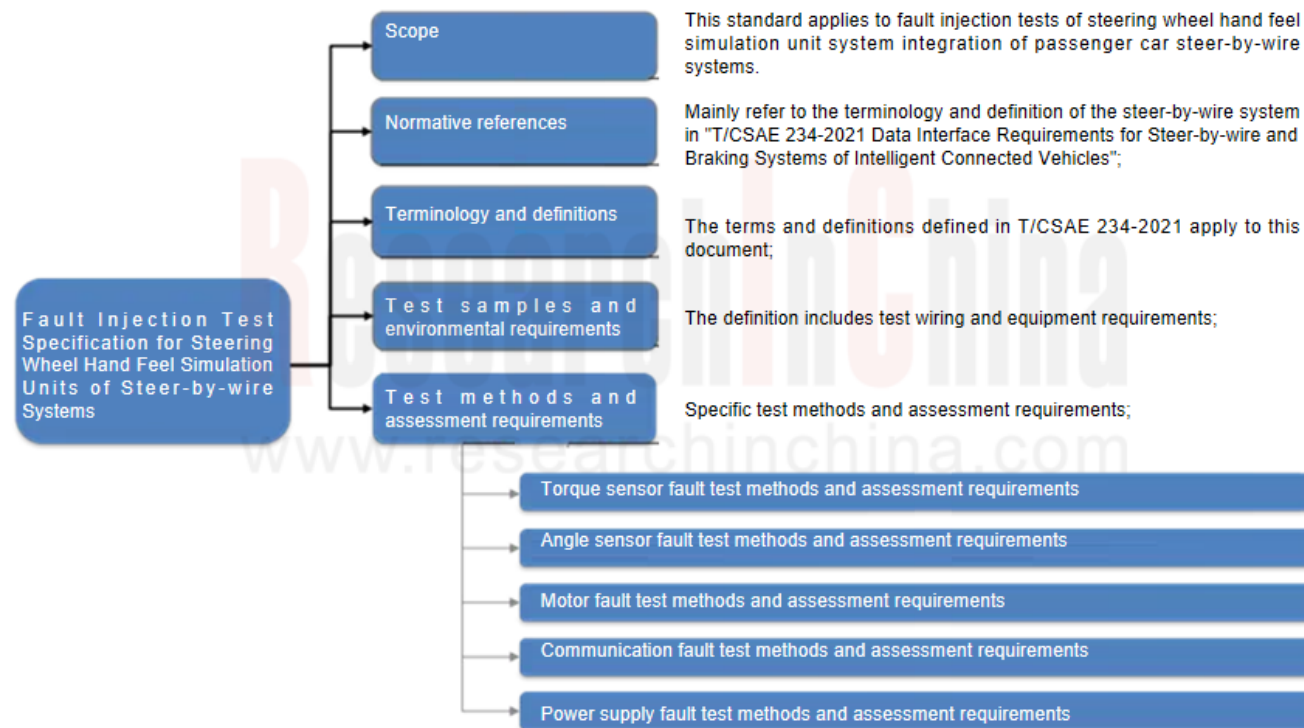 Scope
This standard applies to fault injection tests of steering wheel hand feel
simulation unit system integration of passenger car steer-by-wire
systems.
Normative references
Mainly refer to the terminology and definition of the steer-by-wire system
in "T/CSAE 234-2021 Data Interface Requirements for Steer-by-wire and
Braking Systems of Intelligent Connected Vehicles";
Terminology and definitions
The terms and definitions defined in T/CSAE 234-2021 apply to this
document;
Fault Injection Test
Specification for Steering
Wheel Hand Feel Simulation
Units of Steer-by-wire
Systems
Test samples and
environmental requirements
The definition includes test wiring and equipment requirements;
Test methods and
assessment requirements
Specific test methods and assessment requirements;
Torque sensor fault test methods and assessment requirements
Angle sensor fault test methods and assessment requirements
Motor fault test methods and assessment requirements
Communication fault test methods and assessment requirements
Power supply fault test methods and assessment requirements
ResearchInChina
www.researchinchina.com